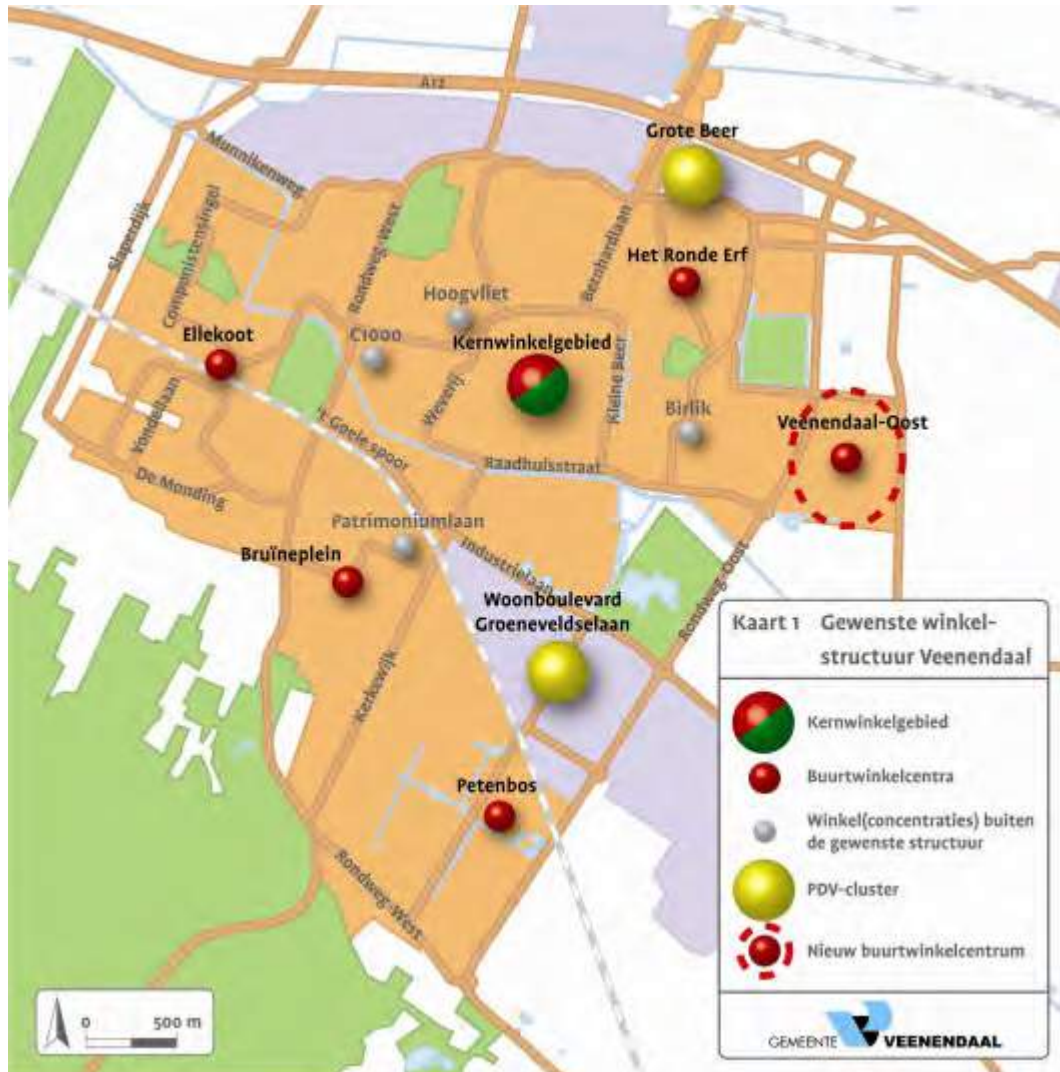 A12
Grote Beer
Munnikenweg
Slaperdijk
Componistensingel
Rondweg-West
Bernhardlaan
Het Ronde Erf
Hoogvliet
Ellekoot
C1000
Kernwinkelgebied
Weverij
Kleine Beer
Birlik
Veenendaal-Oost
Vondellaan
't Goeie spoor
Raadhuisstraat
De Monding
Patrimoniumlaan
Industrielaan
Bruïneplein
Woonboulevard
Groeneveldselaan
Rondweg-Oost
Kerkewijk
Petenbos
Rondweg-West
Kaart 1 Gewenste winkel-
structuur Veenendaal
Kernwinkelgebied
Buurtwinkelcentra
Winkel(concentraties) buiten
de gewenste structuur
PDV-cluster
Nieuw buurtwinkelcentrum
0 500 m
GEMEENTE VEENENDAAL